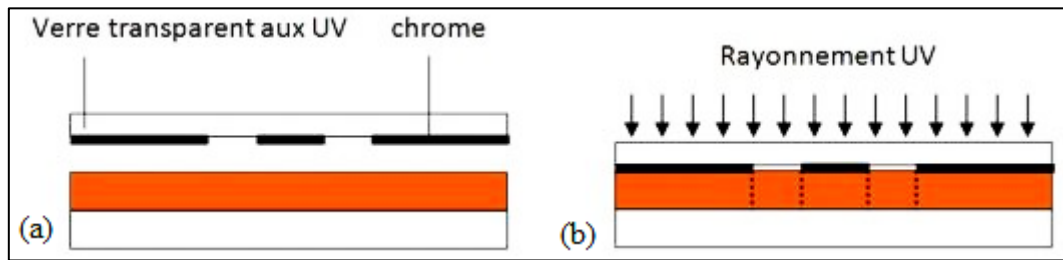 Verre transparent aux UV
chrome
Rayonnement UV
(a)
(b)